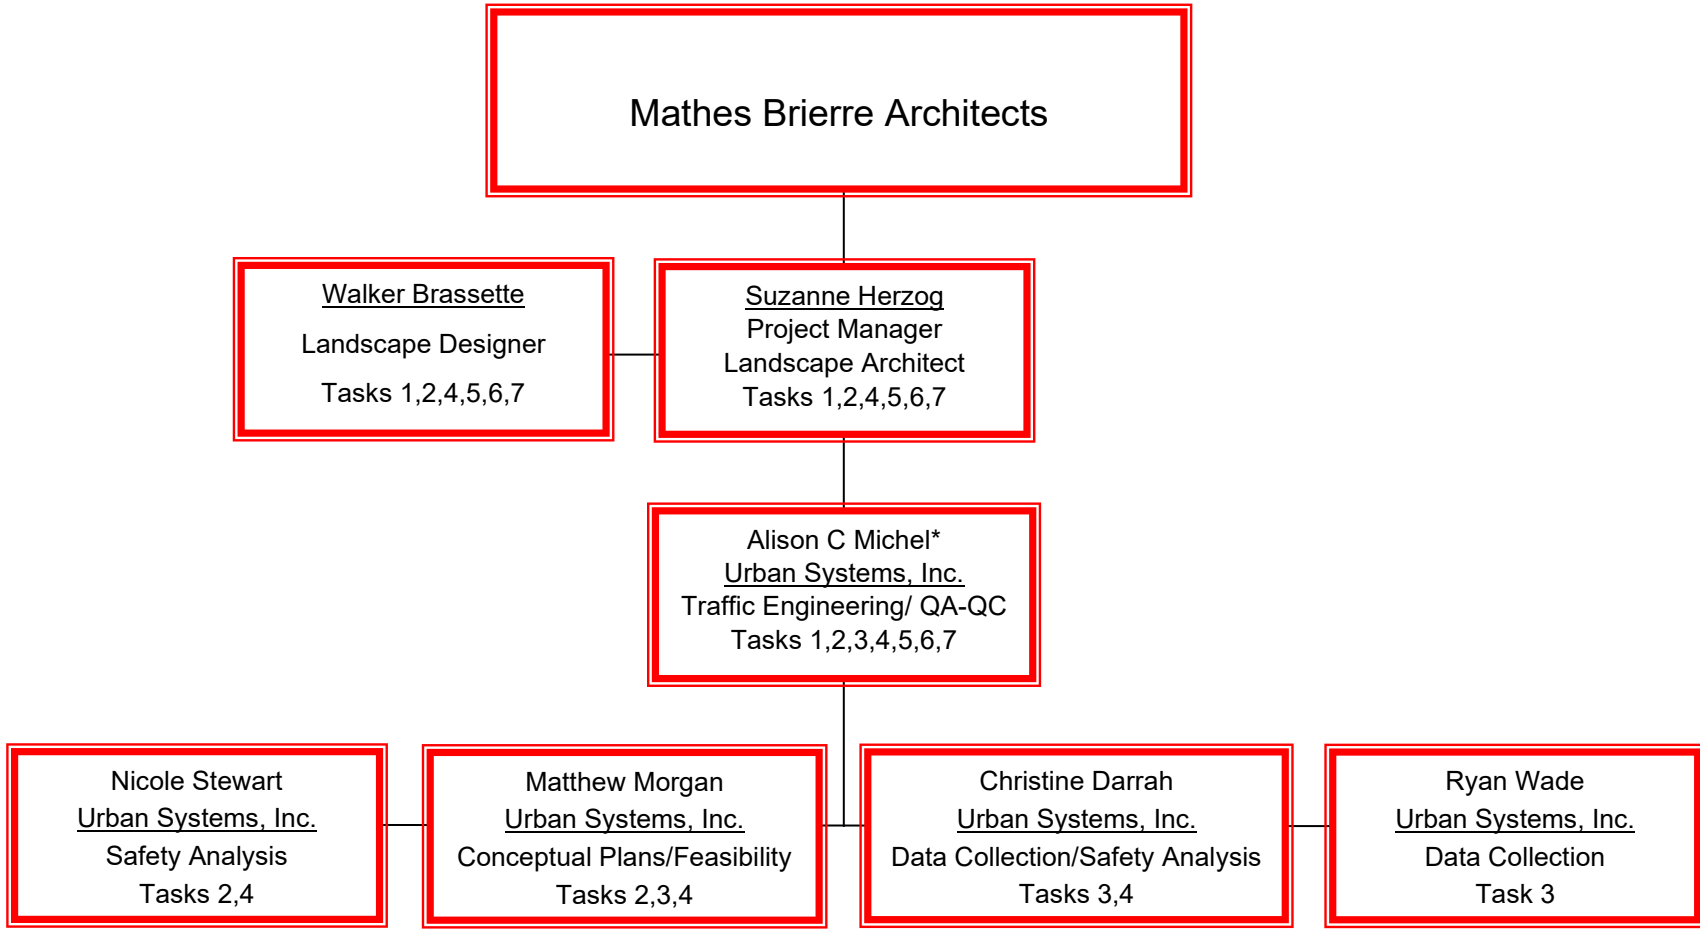 Mathes Brierre Architects
Walker Brassette
Landscape Designer
Tasks 1,2,4,5,6,7
Suzanne Herzog
Project Manager
Landscape Architect
Tasks 1,2,4,5,6,7
Alison C Michel*
Urban Systems, Inc.
Traffic Engineering/ QA-QC
Tasks 1,2,3,4,5,6,7
Nicole Stewart
Urban Systems, Inc.
Safety Analysis
Tasks 2,4
Matthew Morgan
Urban Systems, Inc.
Conceptual Plans/Feasibility
Tasks 2,3,4
Christine Darrah
Urban Systems, Inc.
Data Collection/Safety Analysis
Tasks 3,4
Ryan Wade
Urban Systems, Inc.
Data Collection
Task 3